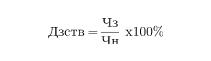 Дзств = Чз/Чн х100%